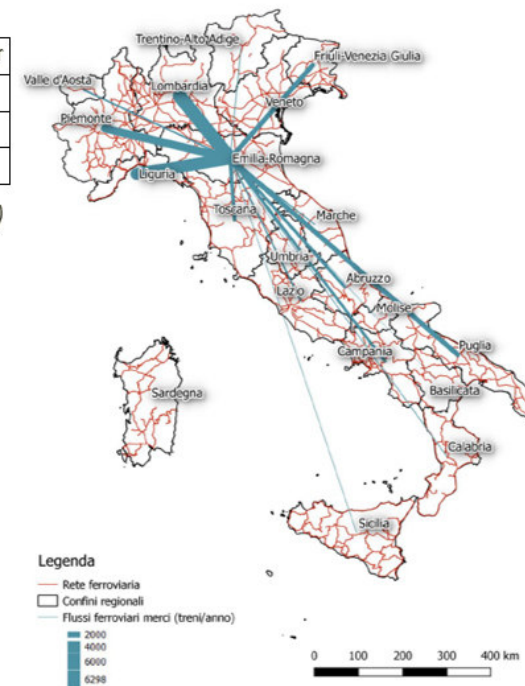 Trentino-Alto Adige
Friuli-Venezia Giulia
Valle d'Aosta
Lombardia
Veneto
Piemonte
Emilia-Romagna
Liguria
Toscana
Marche
Umbria
Abruzzo
Lazio
Molise
Campania
Puglia
Basilicata
Sardegna
Calabria
Sicilia
Legenda
Rete ferroviaria
Confini regionali
Flussi ferroviari merci (treni/anno)
2000
4000
6000
6298
0 100 200 300 400 km